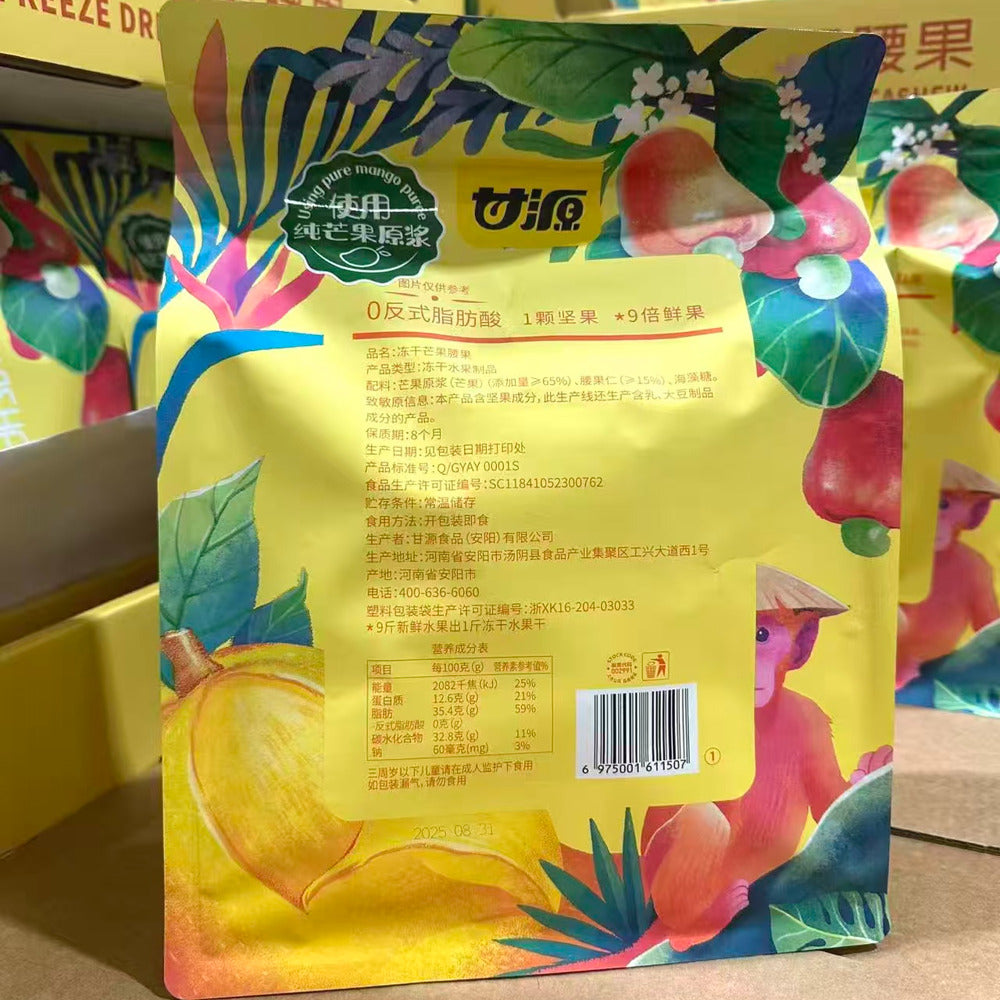 FREEZE DR
腰果
腰果
CASHEW
Using pure mango puree
使用
纯芒果原浆
甘源
图片仅供参考
0反式脂肪酸 1颗坚果 ★9倍鲜果
品名:冻干芒果腰果
产品类型:冻干水果制品
配料:芒果原浆(芒果)(添加量≥65%)、腰果仁(≥15%)、海藻糖。
致敏原信息:本产品含坚果成分,此生产线还生产含乳、大豆制品
成分的产品。
保质期:8个月
生产日期:见包装日期打印处
产品标准号:Q/GYAY 0001S
食品生产许可证编号:SC11841052300762
贮存条件:常温储存
食用方法:开包装即食
生产者:甘源食品(安阳)有限公司
生产地址:河南省安阳市汤阴县食品产业集聚区工兴大道西1号
产地:河南省安阳市
电话:400-636-6060
塑料包装袋生产许可证编号:浙XK16-204-03033
★9斤新鲜水果出1斤冻干水果干
营养成分表
项目 每100克(g) 营养素参考值%
能量 2082千焦(kJ) 25%
蛋白质 12.6克(g) 21%
脂肪 35.4克(g) 59%
-反式脂肪酸 0克(g)
碳水化合物 32.8克(g) 11%
钠 60毫克(mg) 3%
三周岁以下儿童请在成人监护下食用
如包装漏气,请勿食用
STOCK CODE
股票代码
002991
6 975001 611507
1
2025 08 31